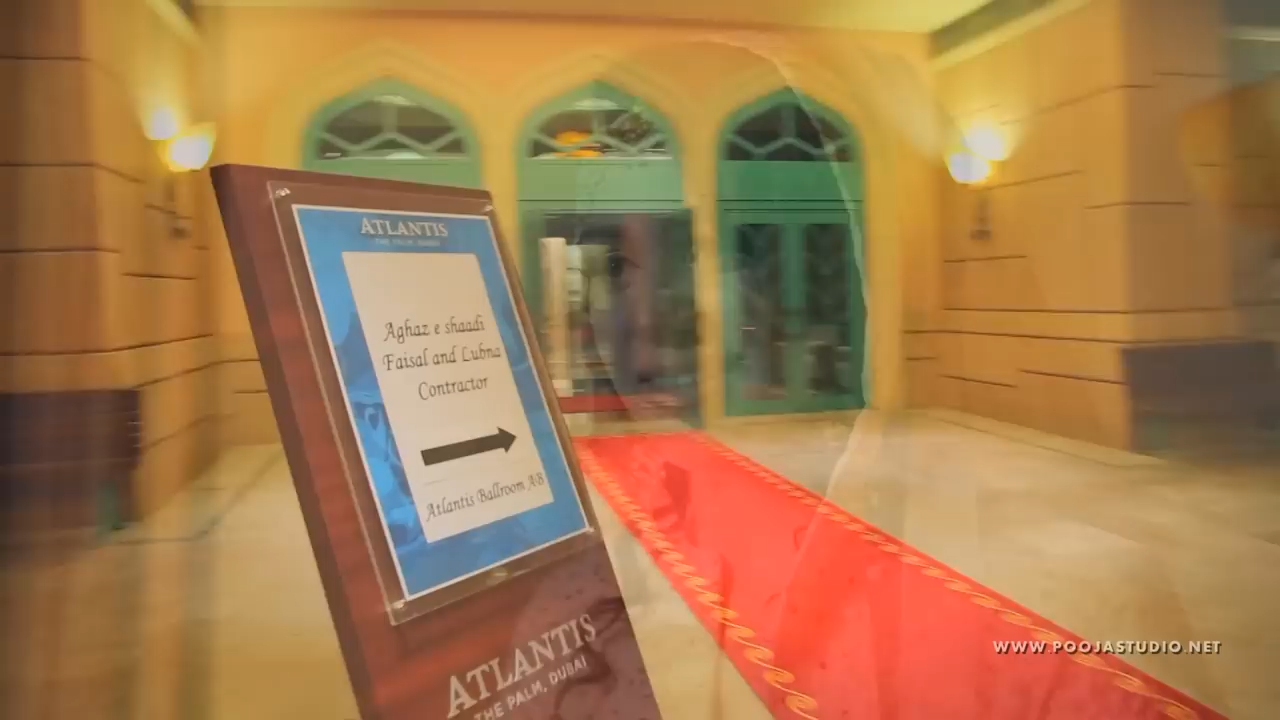 ATLANTIS
THE PALM, DUBAI
Aghaz e shaadi
Faisal and Lubna
Contractor
Atlantis Ballroom A/B
ATLANTIS
THE PALM, DUBAI
WWW.POOJASTUDIO.NET